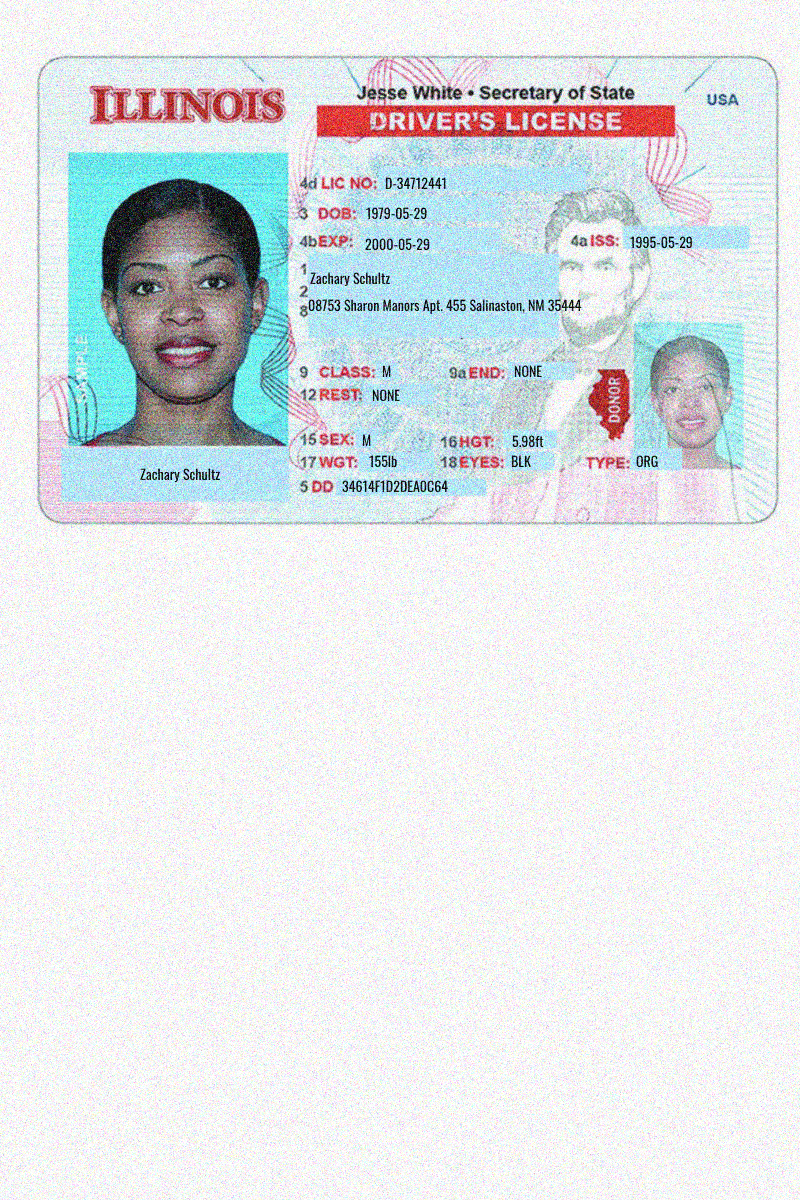 ILLINOIS
Jesse White • Secretary of State
USA
DRIVER'S LICENSE
4d LIC NO: D-34712441
3 DOB: 1979-05-29
4b EXP: 2000-05-29
4a ISS: 1995-05-29
1 Zachary Schultz
2
8 08753 Sharon Manors Apt. 455 Salinaston, NM 35444
9 CLASS: M
9a END: NONE
12 REST: NONE
DONOR
15 SEX: M
16 HGT: 5.98ft
17 WGT: 155lb
18 EYES: BLK
TYPE: ORG
5 DD 34614F1D2DEA0C64
Zachary Schultz